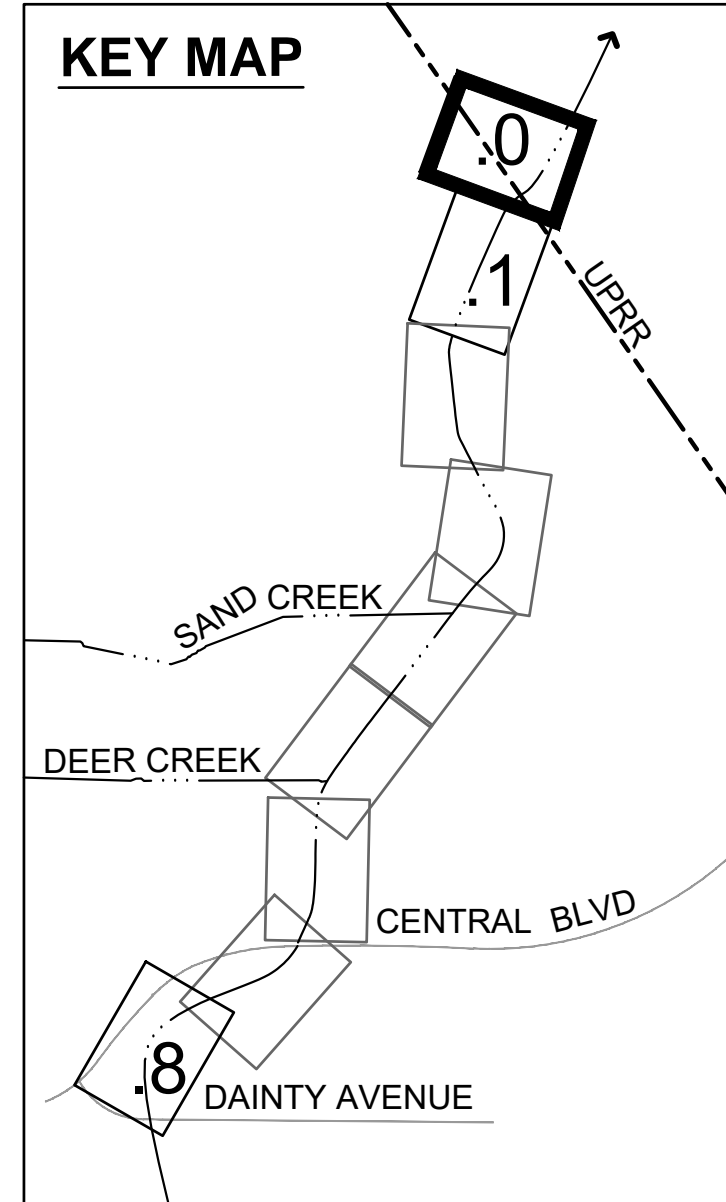 KEY MAP
.0
.1
UPRR
SAND CREEK
DEER CREEK
CENTRAL BLVD
.8
DAINTY AVENUE